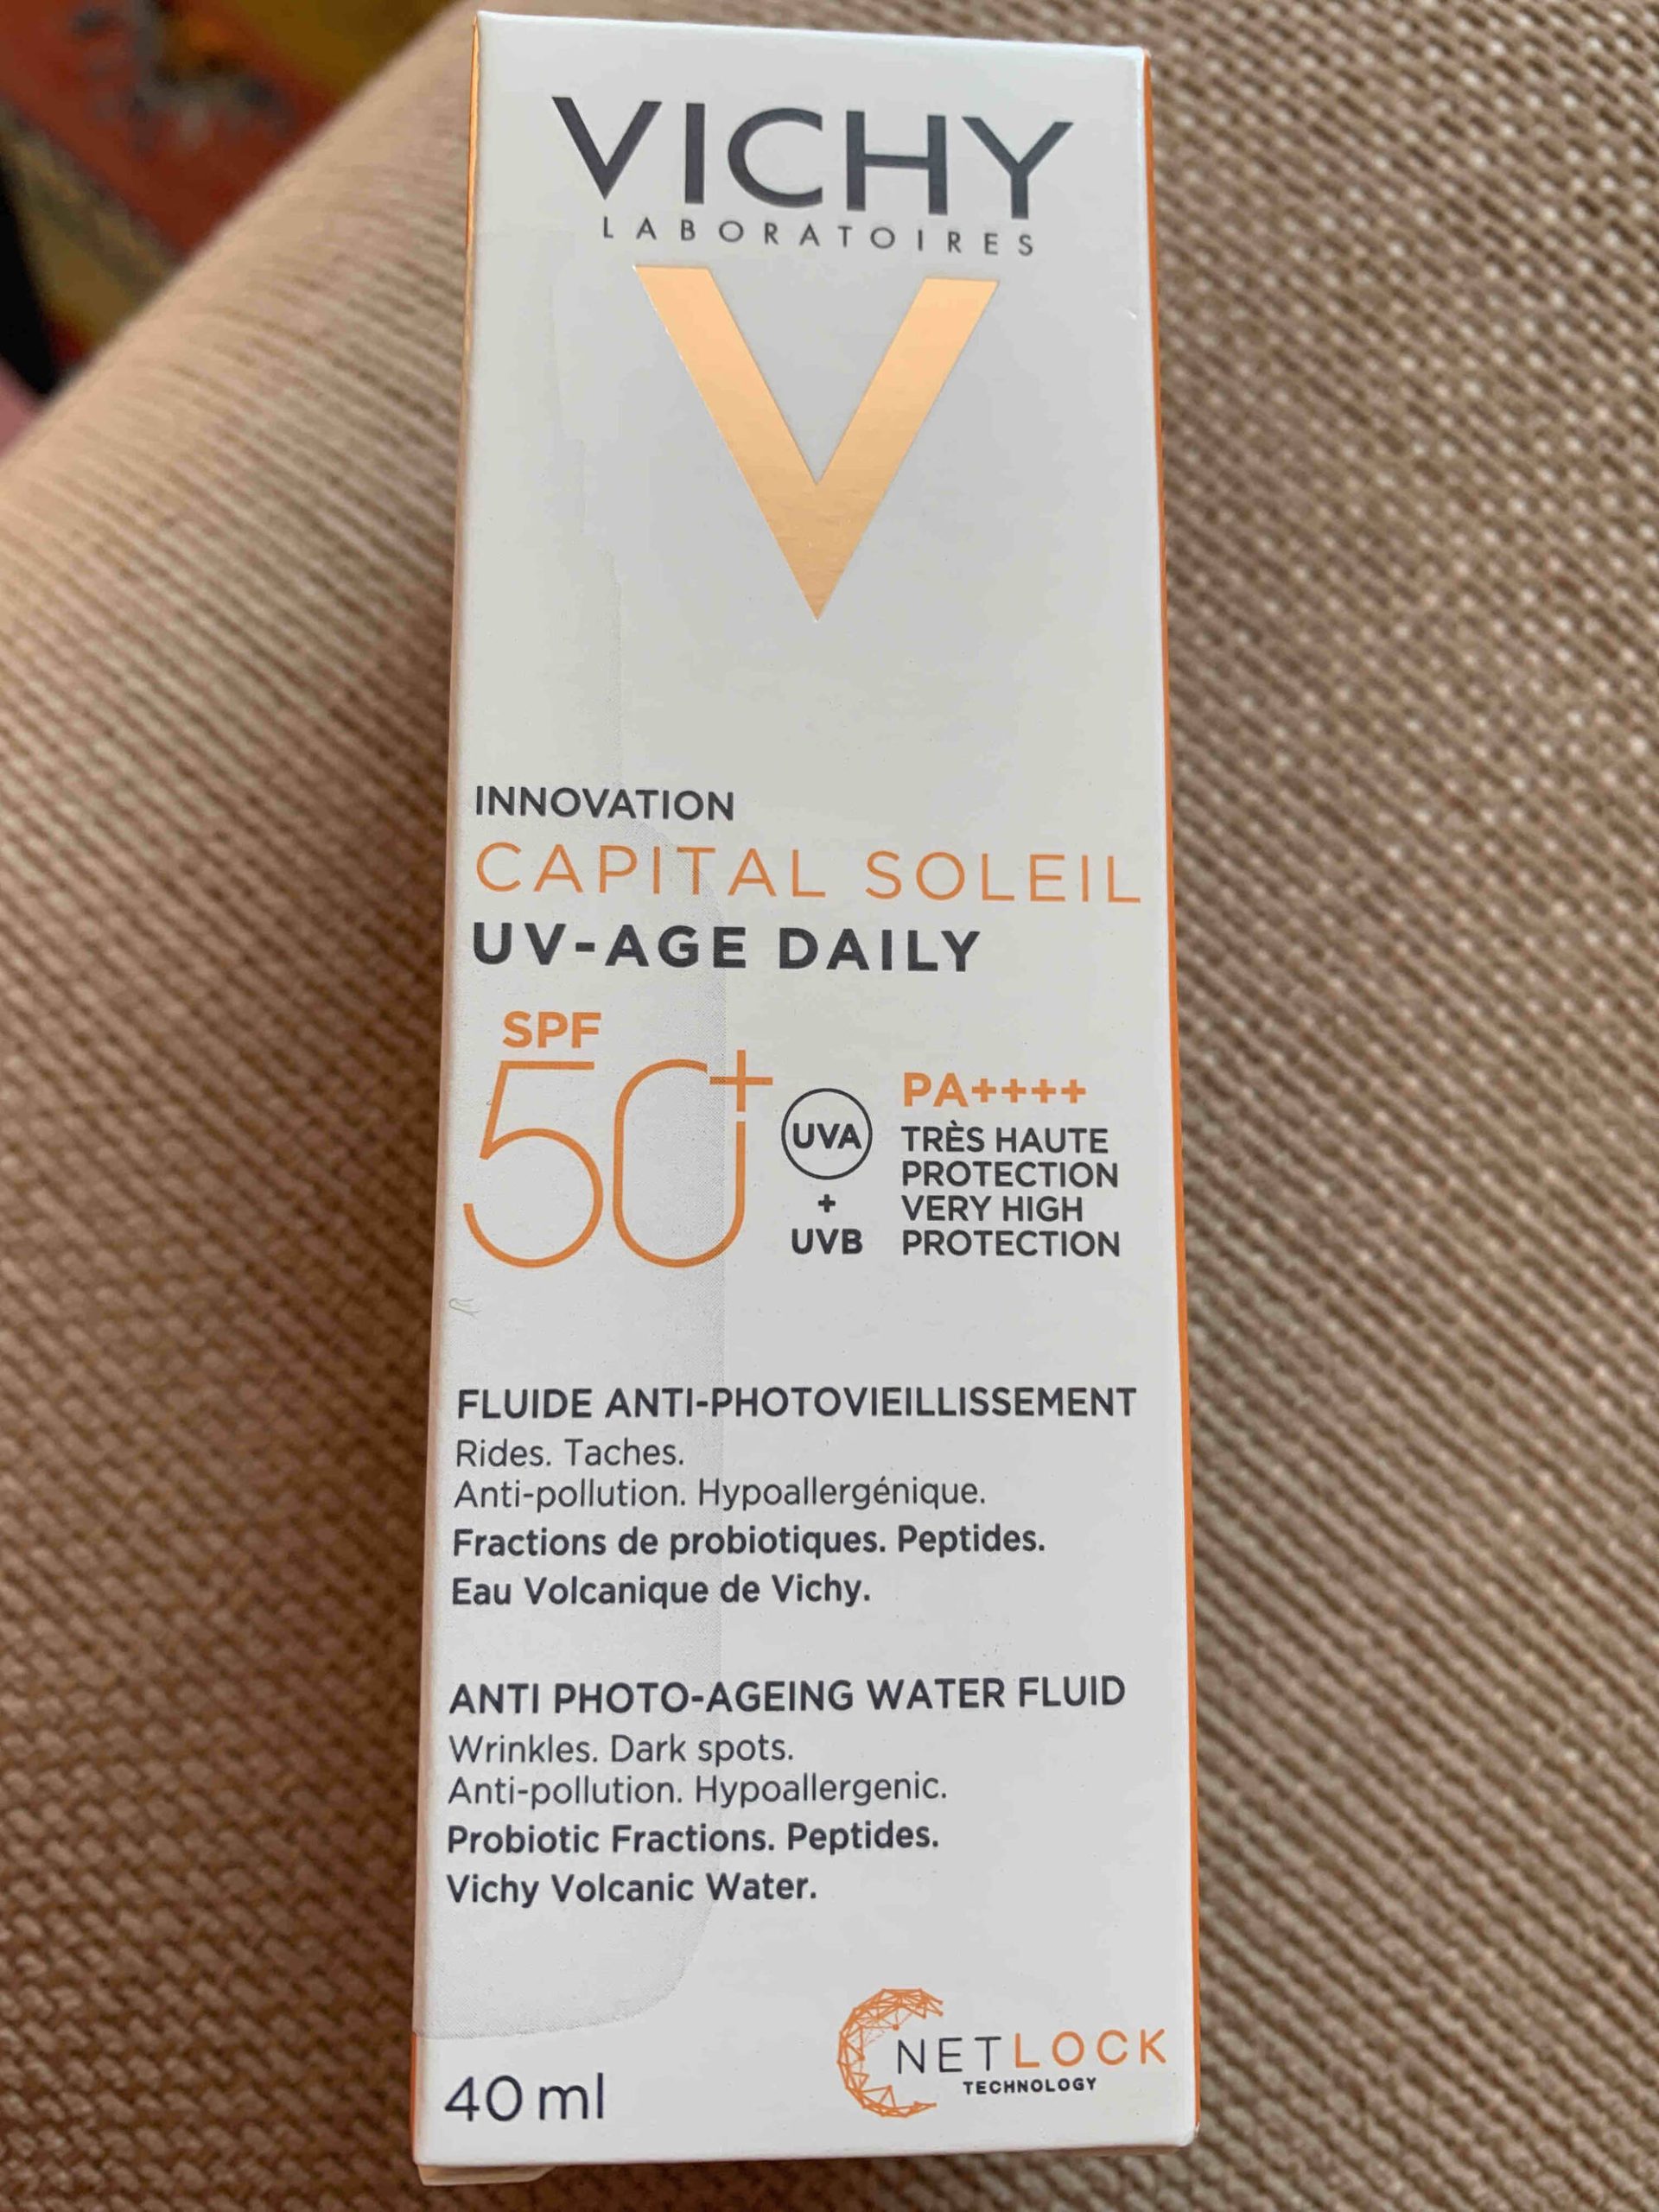 VICHY
LABORATOIRES
V
INNOVATION
CAPITAL SOLEIL
UV-AGE DAILY
SPF
50+
UVA
+
UVB
PA++++
TRÈS HAUTE
PROTECTION
VERY HIGH
PROTECTION
FLUIDE ANTI-PHOTOVIEILLISSEMENT
Rides. Taches.
Anti-pollution. Hypoallergénique.
Fractions de probiotiques. Peptides.
Eau Volcanique de Vichy.
ANTI PHOTO-AGEING WATER FLUID
Wrinkles. Dark spots.
Anti-pollution. Hypoallergenic.
Probiotic Fractions. Peptides.
Vichy Volcanic Water.
NETLOCK
TECHNOLOGY
40 ml